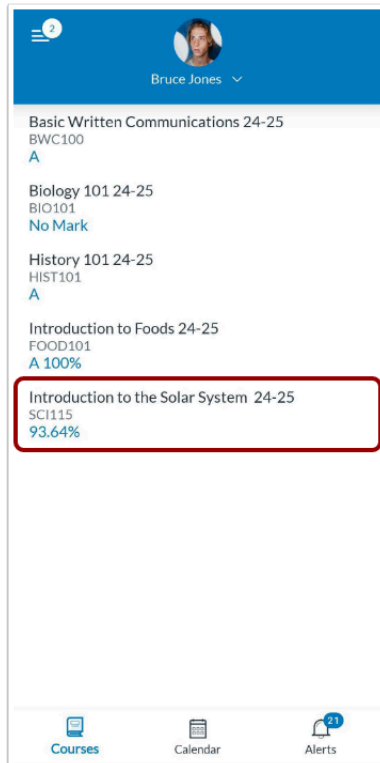 2
Bruce Jones
Basic Written Communications 24-25
BWC100
A
Biology 101 24-25
BIO101
No Mark
History 101 24-25
HIST101
A
Introduction to Foods 24-25
FOOD101
A 100%
Introduction to the Solar System 24-25
SCI115
93.64%
21
Courses Calendar Alerts